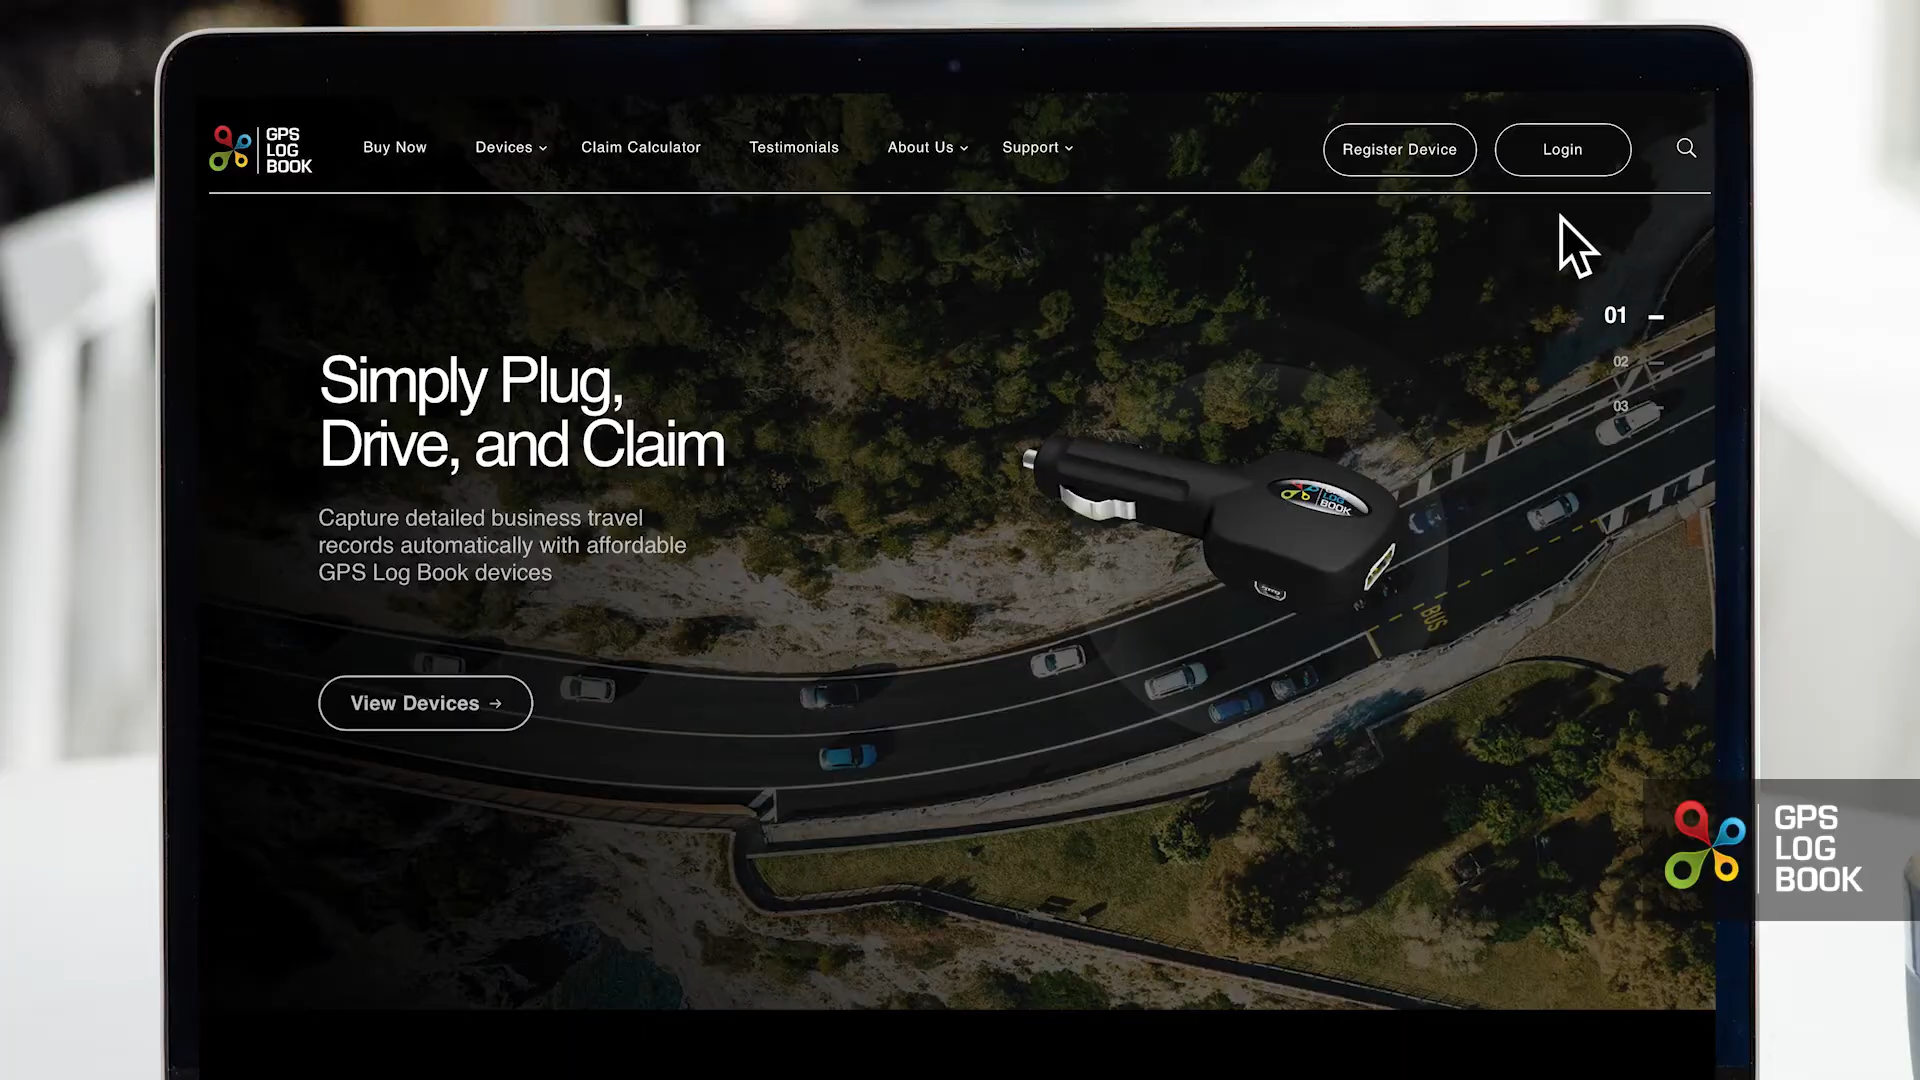 GPS
LOG
BOOK
Buy Now
Devices
Claim Calculator
Testimonials
About Us
Support
Register Device
Login
01
02
03
Simply Plug,
Drive, and Claim
Capture detailed business travel
records automatically with affordable
GPS Log Book devices
View Devices →
LOG
BOOK
BUS
GPS
LOG
BOOK